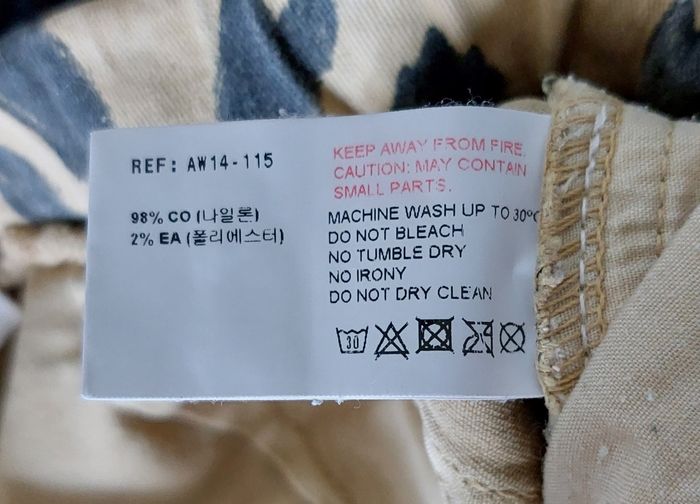 REF: AW14-115
98% CO (나일론)
2% EA (폴리에스터)
KEEP AWAY FROM FIRE.
CAUTION: MAY CONTAIN
SMALL PARTS.
MACHINE WASH UP TO 30°C
DO NOT BLEACH
NO TUMBLE DRY
NO IRONY
DO NOT DRY CLEAN
30